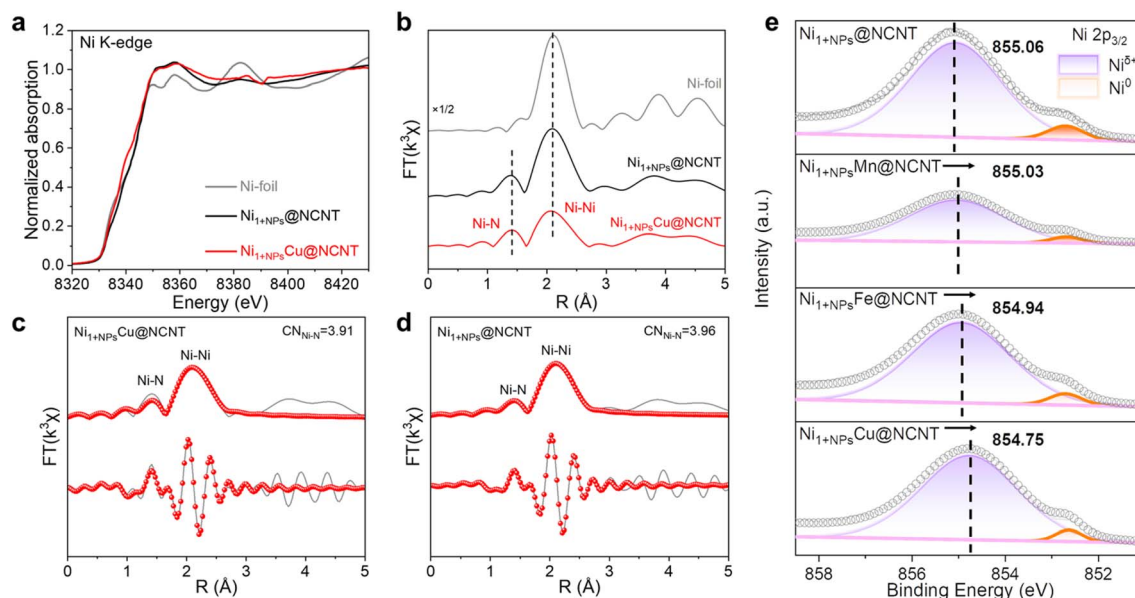 a
Ni K-edge
Normalized absorption
1.2
1.0
0.8
0.6
0.4
0.2
0.0
Ni-foil
Ni₁₊NPs@NCNT
Ni₁₊NPsCu@NCNT
8320 8340 8360 8380 8400 8420
Energy (eV)
b
FT(k³χ)
×1/2
Ni-foil
Ni₁₊NPs@NCNT
Ni-N
Ni-Ni
Ni₁₊NPsCu@NCNT
0 1 2 3 4 5 6
R (Å)
c
Ni₁₊NPsCu@NCNT
CN_Ni-N=3.91
Ni-Ni
Ni-N
FT(k³χ)
0 1 2 3 4 5
R (Å)
d
Ni₁₊NPs@NCNT
CN_Ni-N=3.96
Ni-Ni
Ni-N
FT(k³χ)
0 1 2 3 4 5
R (Å)
e
Intensity (a.u.)
Ni₁₊NPs@NCNT
855.06
Ni 2p₃/₂
Niδ+
Ni⁰
Ni₁₊NPsMn@NCNT
855.03
Ni₁₊NPsFe@NCNT
854.94
Ni₁₊NPsCu@NCNT
854.75
858 856 854 852
Binding Energy (eV)